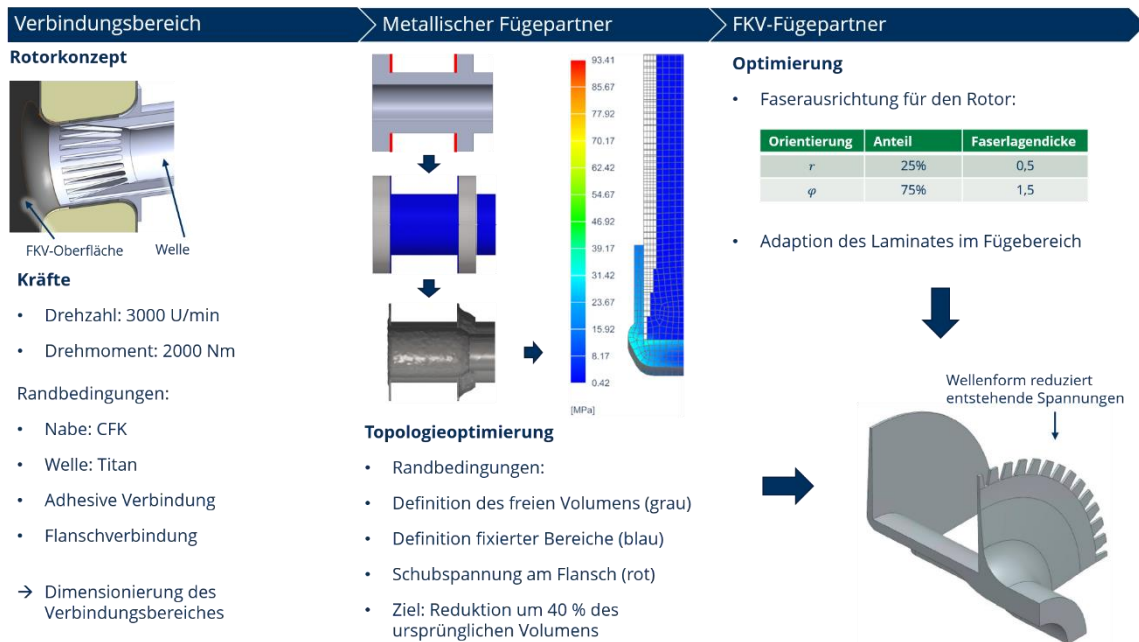 Verbindungsbereich
Metallischer Fügepartner
FKV-Fügepartner
Rotorkonzept
FKV-Oberfläche
Welle
Kräfte
• Drehzahl: 3000 U/min
• Drehmoment: 2000 Nm
Randbedingungen:
• Nabe: CFK
• Welle: Titan
• Adhesive Verbindung
• Flanschverbindung
→ Dimensionierung des
Verbindungsbereiches
93.41
85.67
87.92
77.17
62.42
54.67
46.92
39.17
31.42
23.67
15.92
8.17
0.42
[MPa]
Topologieoptimierung
• Randbedingungen:
• Definition des freien Volumens (grau)
• Definition fixierter Bereiche (blau)
• Schubspannung am Flansch (rot)
• Ziel: Reduktion um 40 % des
ursprünglichen Volumens
Optimierung
• Faserausrichtung für den Rotor:
Orientierung Anteil Faserlagendicke
r 25% 0,5
φ 75% 1,5
• Adaption des Laminates im Fügebereich
Wellenform reduziert
entstehende Spannungen